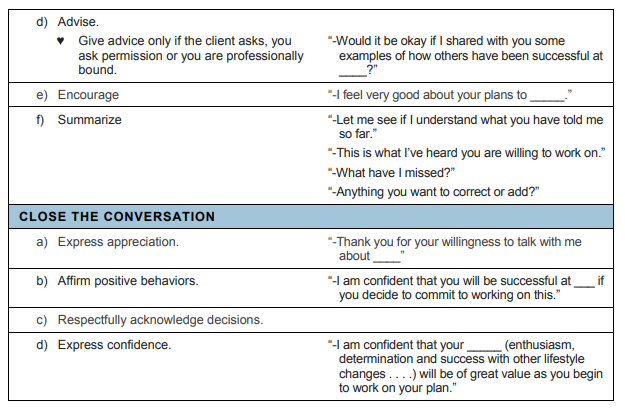 d) Advise.
♥ Give advice only if the client asks, you
ask permission or you are professionally
bound.
“-Would it be okay if I shared with you some
examples of how others have been successful at
____?”
e) Encourage
“-I feel very good about your plans to _____.”
f) Summarize
“-Let me see if I understand what you have told me
so far.”
“-This is what I’ve heard you are willing to work on.”
“-What have I missed?”
“-Anything you want to correct or add?”
CLOSE THE CONVERSATION
a) Express appreciation.
“-Thank you for your willingness to talk with me
about ____”
b) Affirm positive behaviors.
“-I am confident that you will be successful at ___ if
you decide to commit to working on this.”
c) Respectfully acknowledge decisions.
d) Express confidence.
“-I am confident that your _____ (enthusiasm,
determination and success with other lifestyle
changes . . . .) will be of great value as you begin
to work on your plan.”